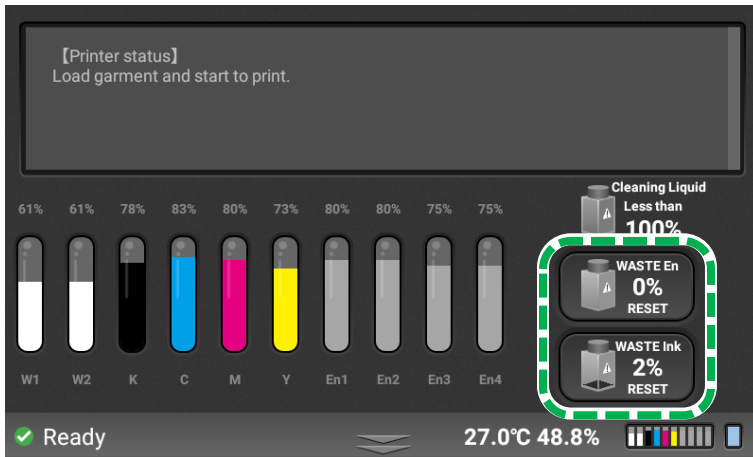 【Printer status】
Load garment and start to print.
61% 61% 78% 83% 80% 73% 80% 80% 75% 75%
Cleaning Liquid
Less than
100%
WASTE En
0%
RESET
WASTE Ink
2%
RESET
W1 W2 K C M Y En1 En2 En3 En4
Ready
27.0℃ 48.8%